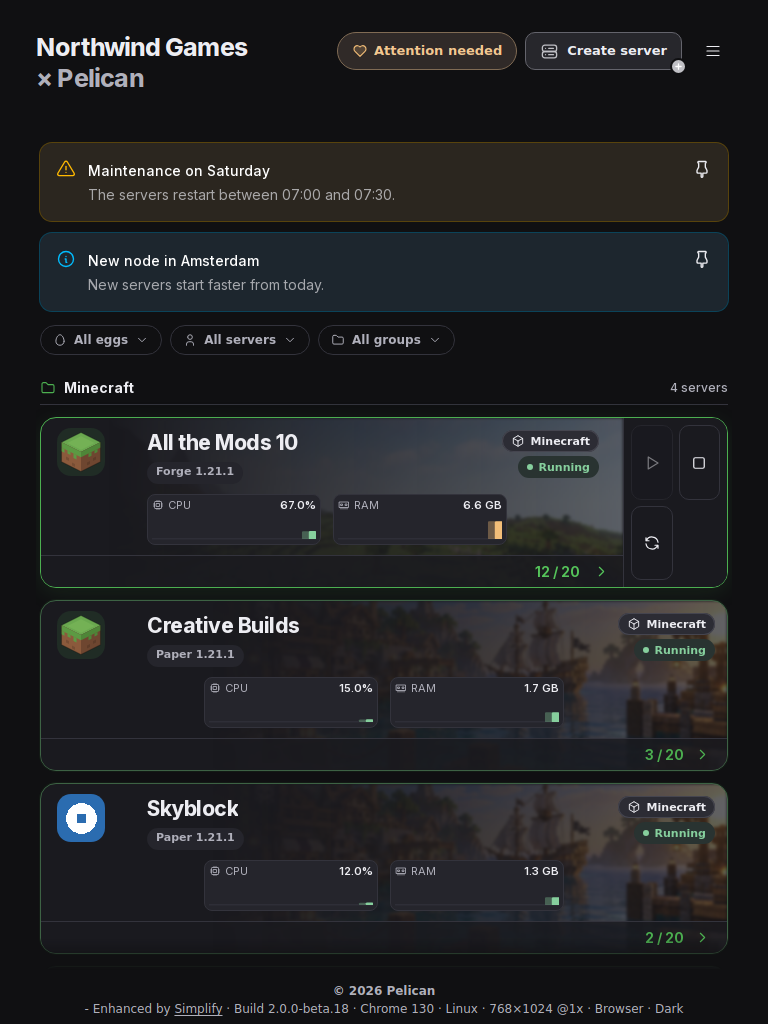 Northwind Games
× Pelican
Attention needed
Create server
Maintenance on Saturday
The servers restart between 07:00 and 07:30.
New node in Amsterdam
New servers start faster from today.
All eggs
All servers
All groups
Minecraft
4 servers
All the Mods 10
Minecraft
Forge 1.21.1
Running
CPU 67.0%
RAM 6.6 GB
12 / 20
Creative Builds
Minecraft
Paper 1.21.1
Running
CPU 15.0%
RAM 1.7 GB
3 / 20
Skyblock
Minecraft
Paper 1.21.1
Running
CPU 12.0%
RAM 1.3 GB
2 / 20
© 2026 Pelican
- Enhanced by Simplify · Build 2.0.0-beta.18 · Chrome 130 · Linux · 768×1024 @1x · Browser · Dark